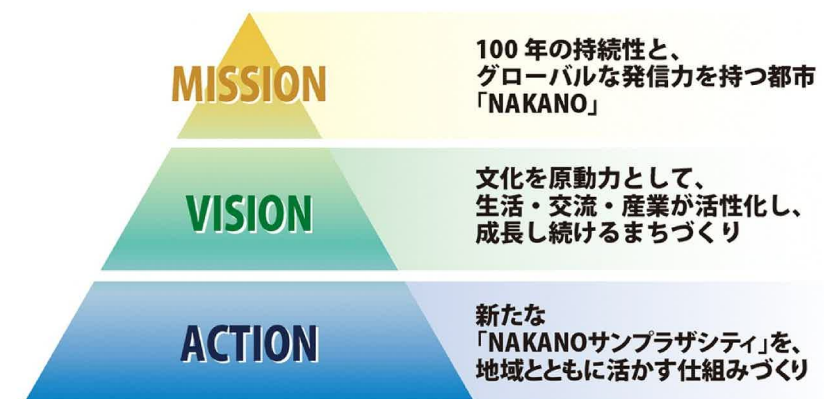 MISSION
100 年の持続性と、
グローバルな発信力を持つ都市
「NAKANO」
VISION
文化を原動力として、
生活・交流・産業が活性化し、
成長し続けるまちづくり
ACTION
新たな
「NAKANOサンプラザシティ」を、
地域とともに活かす仕組みづくり